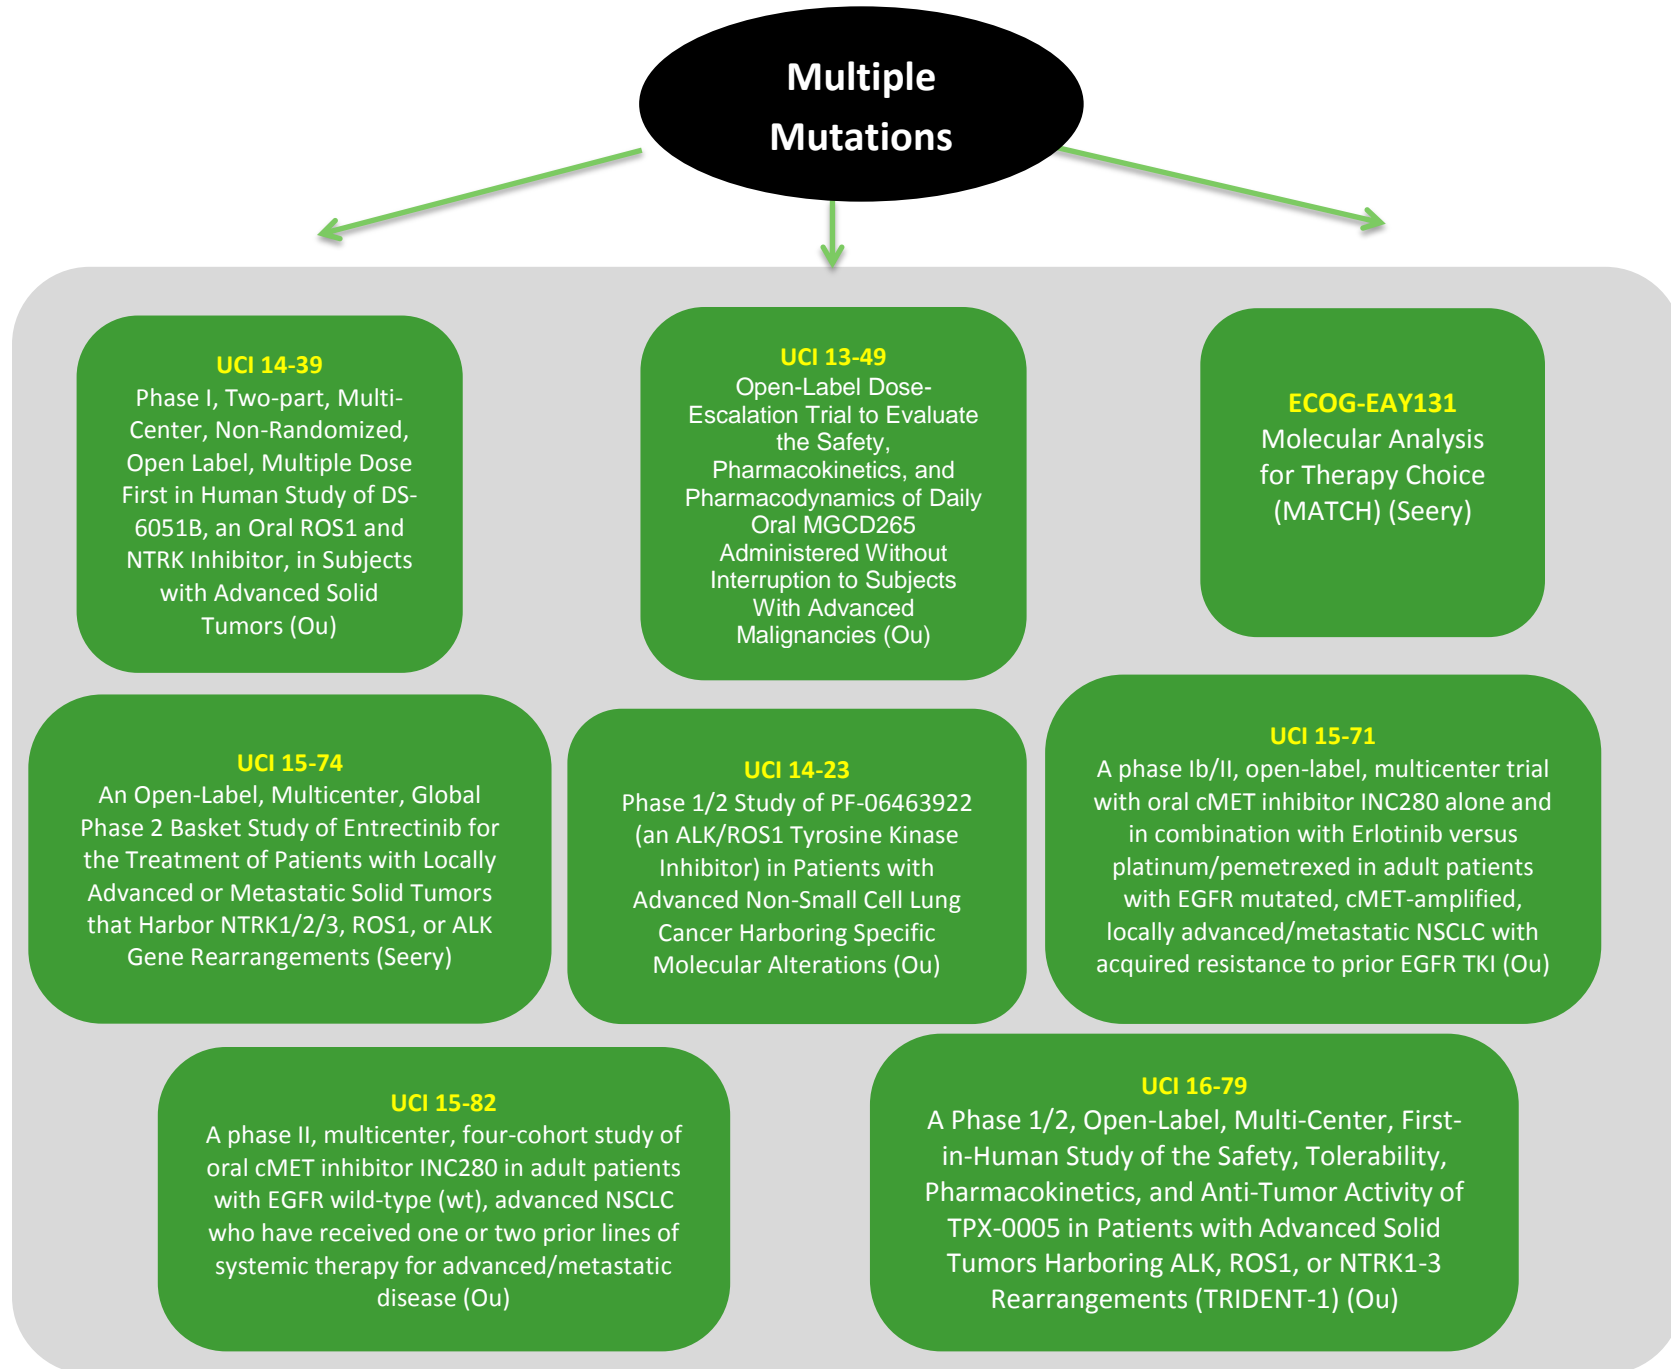 Multiple
Mutations
UCI 14-39
Phase I, Two-part, Multi-
Center, Non-Randomized,
Open Label, Multiple Dose
First in Human Study of DS-
6051B, an Oral ROS1 and
NTRK Inhibitor, in Subjects
with Advanced Solid
Tumors (Ou)
UCI 13-49
Open-Label Dose-
Escalation Trial to Evaluate
the Safety,
Pharmacokinetics, and
Pharmacodynamics of Daily
Oral MGCD265
Administered Without
Interruption to Subjects
With Advanced
Malignancies (Ou)
ECOG-EAY131
Molecular Analysis
for Therapy Choice
(MATCH) (Seery)
UCI 15-74
An Open-Label, Multicenter, Global
Phase 2 Basket Study of Entrectinib for
the Treatment of Patients with Locally
Advanced or Metastatic Solid Tumors
that Harbor NTRK1/2/3, ROS1, or ALK
Gene Rearrangements (Seery)
UCI 14-23
Phase 1/2 Study of PF-06463922
(an ALK/ROS1 Tyrosine Kinase
Inhibitor) in Patients with
Advanced Non-Small Cell Lung
Cancer Harboring Specific
Molecular Alterations (Ou)
UCI 15-71
A phase Ib/II, open-label, multicenter trial
with oral cMET inhibitor INC280 alone and
in combination with Erlotinib versus
platinum/pemetrexed in adult patients
with EGFR mutated, cMET-amplified,
locally advanced/metastatic NSCLC with
acquired resistance to prior EGFR TKI (Ou)
UCI 15-82
A phase II, multicenter, four-cohort study of
oral cMET inhibitor INC280 in adult patients
with EGFR wild-type (wt), advanced NSCLC
who have received one or two prior lines of
systemic therapy for advanced/metastatic
disease (Ou)
UCI 16-79
A Phase 1/2, Open-Label, Multi-Center, First-
in-Human Study of the Safety, Tolerability,
Pharmacokinetics, and Anti-Tumor Activity of
TPX-0005 in Patients with Advanced Solid
Tumors Harboring ALK, ROS1, or NTRK1-3
Rearrangements (TRIDENT-1) (Ou)